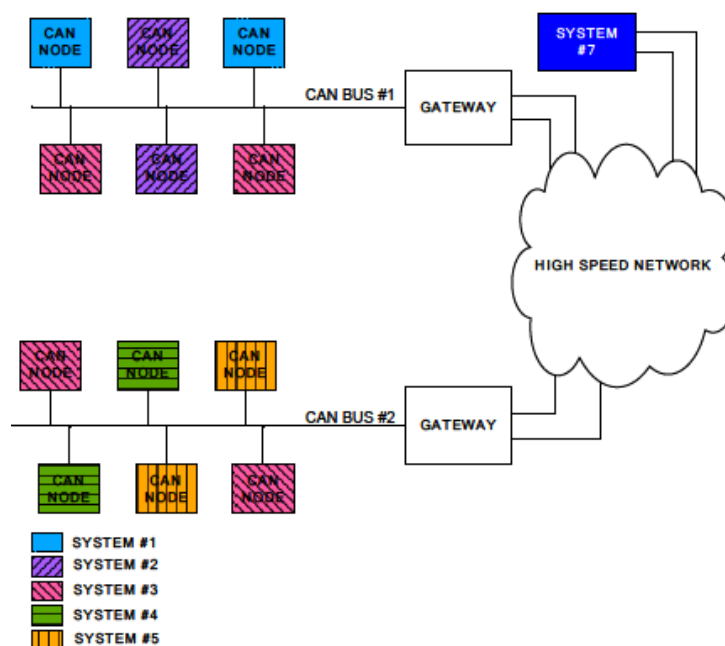 CAN
NODE
CAN
NODE
CAN
NODE
SYSTEM
#7
CAN BUS #1
GATEWAY
CAN
NODE
CAN
NODE
CAN
NODE
HIGH SPEED NETWORK
CAN
NODE
CAN
NODE
CAN
NODE
CAN BUS #2
GATEWAY
CAN
NODE
CAN
NODE
CAN
NODE
SYSTEM #1
SYSTEM #2
SYSTEM #3
SYSTEM #4
SYSTEM #5